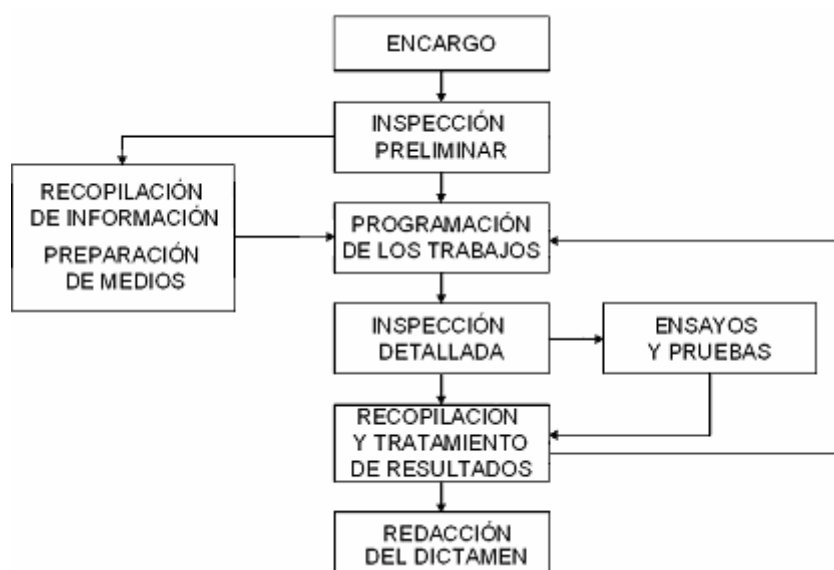 ENCARGO
INSPECCIÓN
PRELIMINAR
RECOPILACIÓN
DE INFORMACIÓN
PREPARACIÓN
DE MEDIOS
PROGRAMACIÓN
DE LOS TRABAJOS
INSPECCIÓN
DETALLADA
ENSAYOS
Y PRUEBAS
RECOPILACION
Y TRATAMIENTO
DE RESULTADOS
REDACCIÓN
DEL DICTAMEN